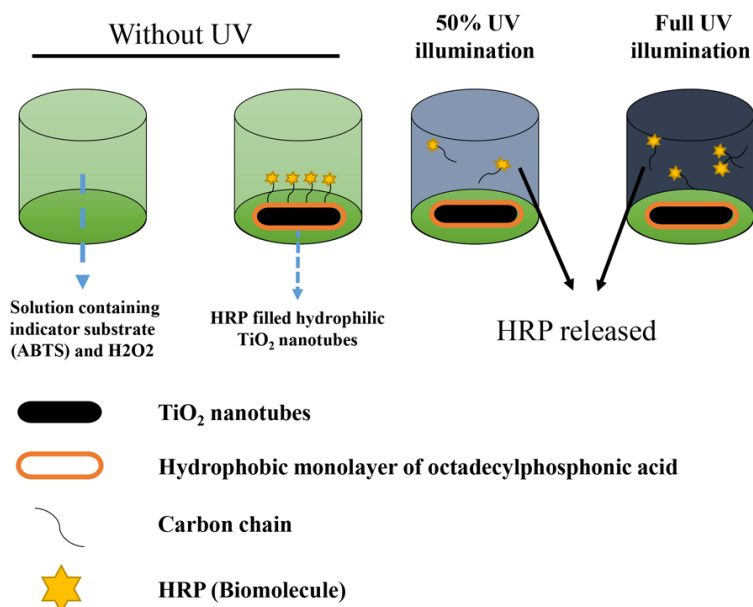 Without UV
50% UV
illumination
Full UV
illumination
Solution containing
indicator substrate
(ABTS) and H2O2
HRP filled hydrophilic
TiO₂ nanotubes
HRP released
TiO₂ nanotubes
Hydrophobic monolayer of octadecylphosphonic acid
Carbon chain
HRP (Biomolecule)